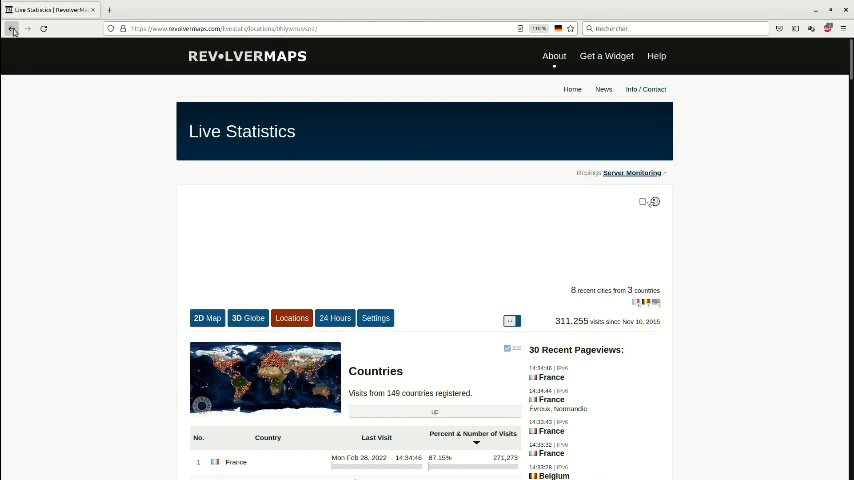 Live Statistics | RevolverMa
https://www.revolvermaps.com/livestats/locations/
110%
Rechercher
REV•LVERMAPS
About
Get a Widget
Help
Home
News
Info / Contact
Live Statistics
Repings Server Monitoring
8 recent cities from 3 countries
2D Map
3D Globe
Locations
24 Hours
Settings
311,255 visits since Nov 10, 2015
30 Recent Pageviews:
Countries
Visits from 149 countries registered.
up
No.
Country
Last Visit
Percent & Number of Visits
1
France
Mon Feb 28, 2022
14:34:46
87.15%
271,273
14:34:46 | IPv6
France
14:34:44 | IPv6
France
Évreux, Normandie
14:33:43 | IPv6
France
14:33:32 | IPv6
France
14:33:28 | IPv6
Belgium